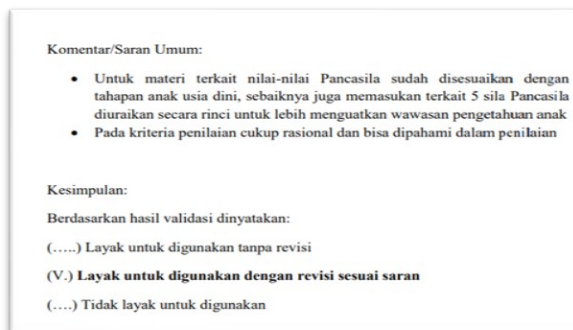 Komentar/Saran Umum:
• Untuk materi terkait nilai-nilai Pancasila sudah disesuaikan dengan
tahapan anak usia dini, sebaiknya juga memasukan terkait 5 sila Pancasila
diuraikan secara rinci untuk lebih menguatkan wawasan pengetahuan anak
• Pada kriteria penilaian cukup rasional dan bisa dipahami dalam penilaian
Kesimpulan:
Berdasarkan hasil validasi dinyatakan:
(…..) Layak untuk digunakan tanpa revisi
(V.) Layak untuk digunakan dengan revisi sesuai saran
(….) Tidak layak untuk digunakan